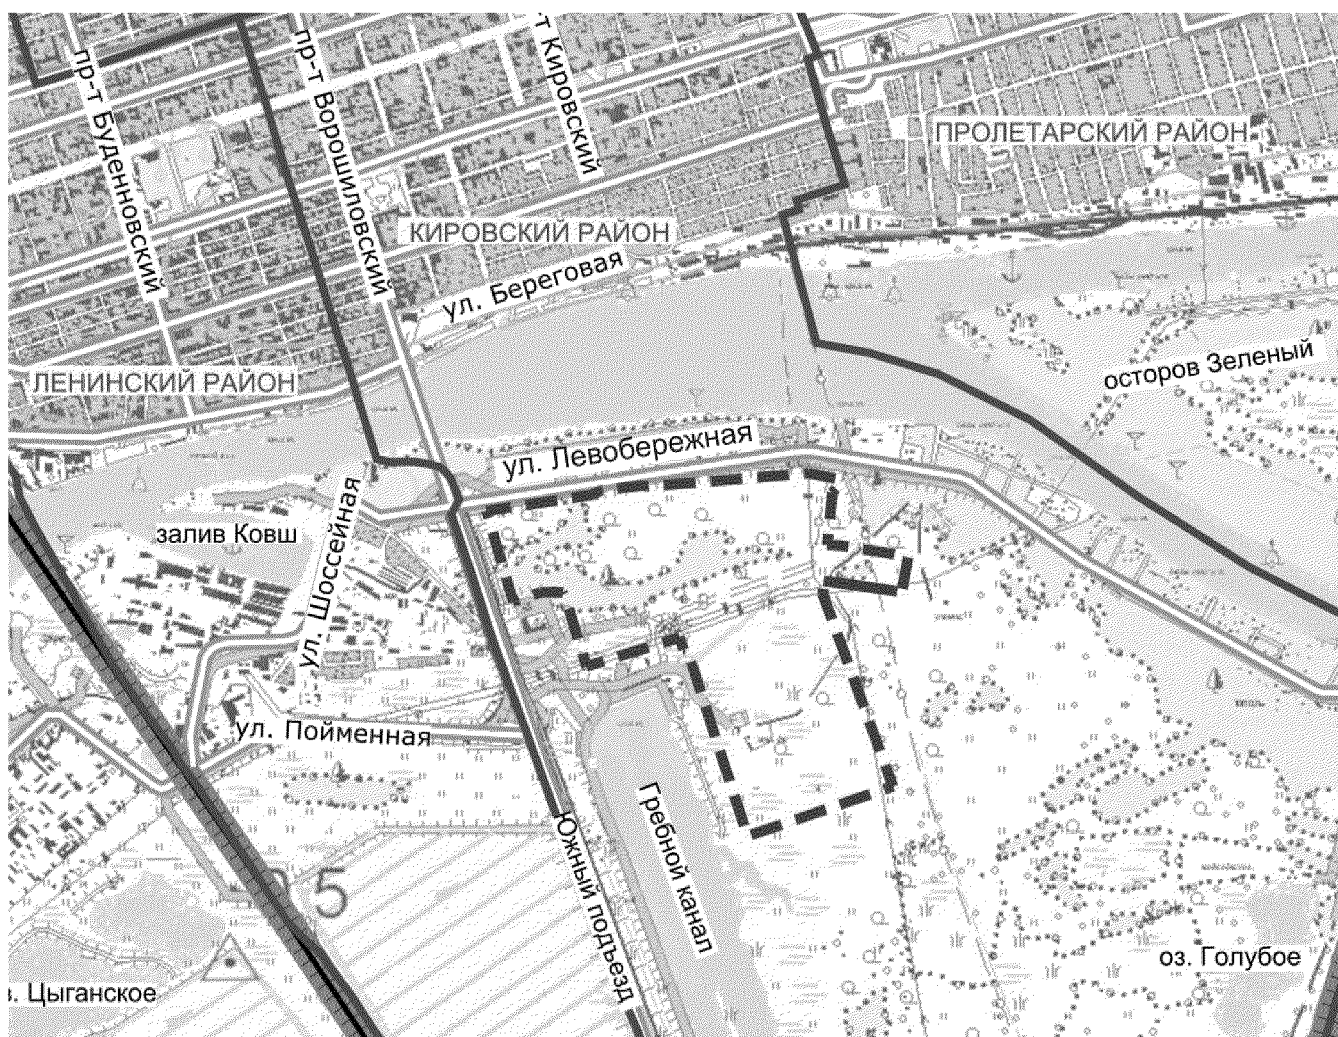 пр-т Буденновский
пр-т Ворошиловский
-т Кировский
ПРОЛЕТАРСКИЙ РАЙОН
КИРОВСКИЙ РАЙОН
ул. Береговая
ЛЕНИНСКИЙ РАЙОН
осторов Зеленый
ул. Левобережная
залив Ковш
ул. Шоссейная
ул. Пойменная
Гребной канал
Южный подъезд
оз. Голубое
з. Цыганское